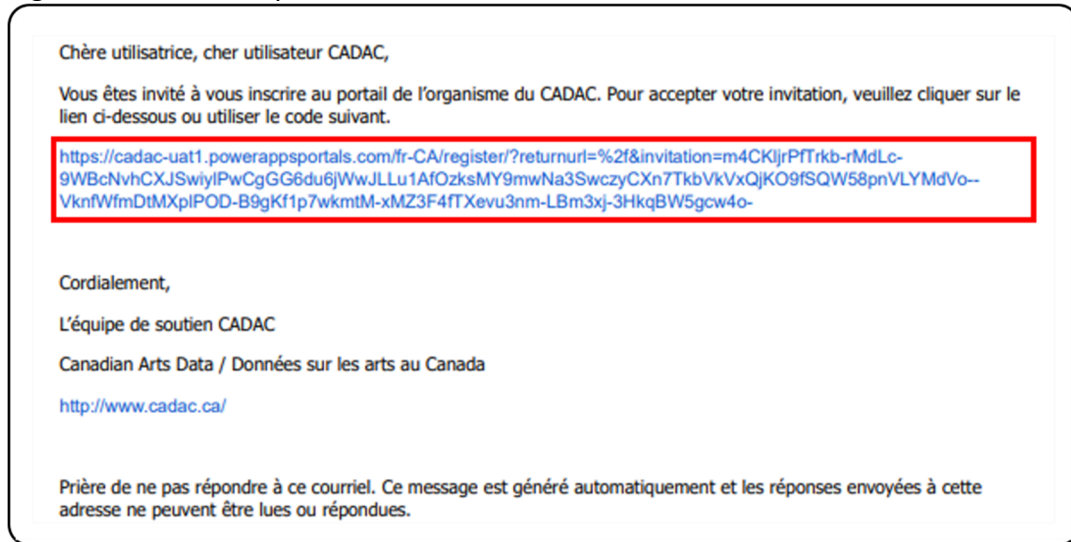 Chère utilisatrice, cher utilisateur CADAC,
Vous êtes invité à vous inscrire au portail de l'organisme du CADAC. Pour accepter votre invitation, veuillez cliquer sur le
lien ci-dessous ou utiliser le code suivant.
https://cadac-uat1.powerappsportals.com/fr-CA/register/?returnurl=%2f&invitation=m4CKljrPfTrkb-rMdLc-
9WBcNvhCXJSwiylPwCgGG6du6jWwJLLu1AfOzksMY9mwNa3SwczyCXn7TkbVkVxQjKO9fSQW58pnVLYMdVo--
VknfWfmDtMXplPOD-B9gKf1p7wkmtM-xMZ3F4fTXevu3nm-LBm3xj-3HkqBW5gcw4o-
Cordialement,
L'équipe de soutien CADAC
Canadian Arts Data / Données sur les arts au Canada
http://www.cadac.ca/
Prière de ne pas répondre à ce courriel. Ce message est généré automatiquement et les réponses envoyées à cette
adresse ne peuvent être lues ou répondues.